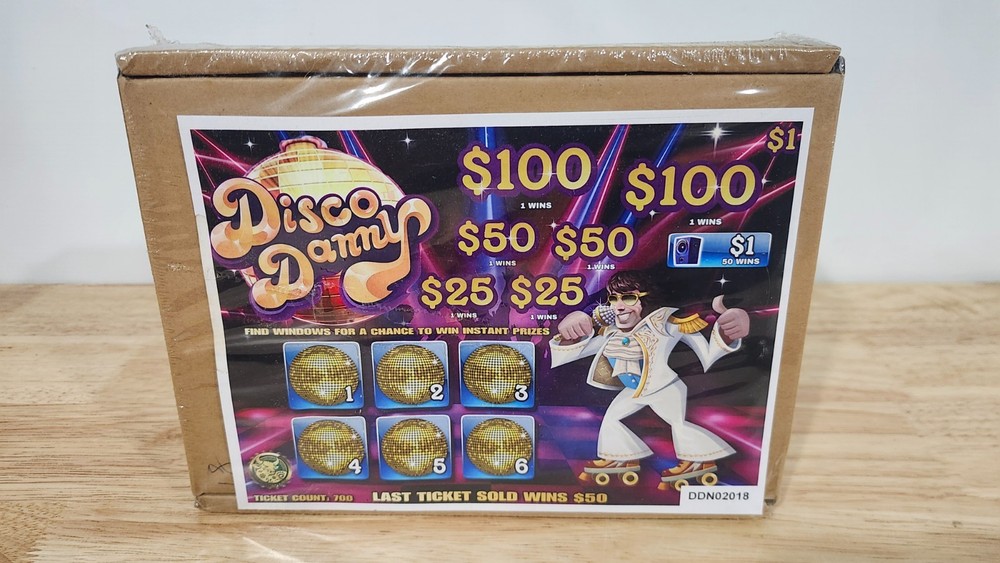 Disco
Danny
$1
$100
1 WINS
$100
1 WINS
$50
1 WINS
$50
1 WINS
$1
50 WINS
$25
1 WINS
$25
1 WINS
FIND WINDOWS FOR A CHANCE TO WIN INSTANT PRIZES
1
2
3
4
5
6
TICKET COUNT: 700
LAST TICKET SOLD WINS $50
DDN02018